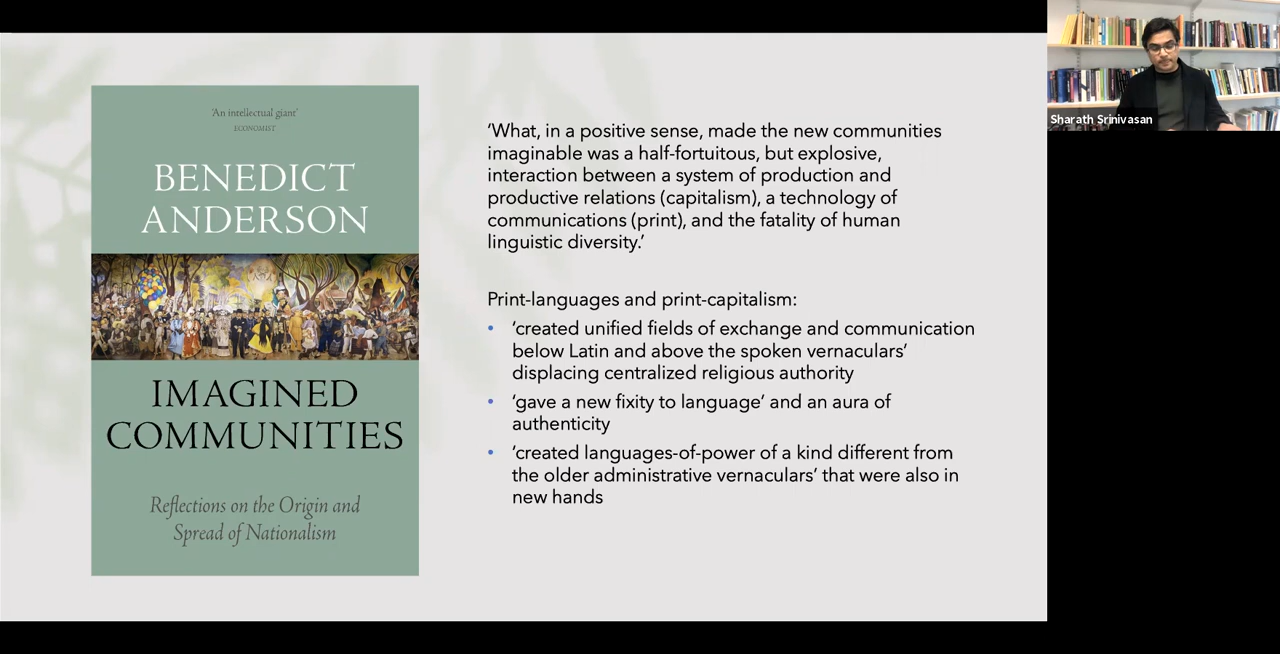 'An intellectual giant'
ECONOMIST
BENEDICT
ANDERSON
IMAGINED
COMMUNITIES
Reflections on the Origin and
Spread of Nationalism
'What, in a positive sense, made the new communities
imaginable was a half-fortuitous, but explosive,
interaction between a system of production and
productive relations (capitalism), a technology of
communications (print), and the fatality of human
linguistic diversity.'
Print-languages and print-capitalism:
• 'created unified fields of exchange and communication
below Latin and above the spoken vernaculars'
displacing centralized religious authority
• 'gave a new fixity to language' and an aura of
authenticity
• 'created languages-of-power of a kind different from
the older administrative vernaculars' that were also in
new hands
Sharath Srinivasan